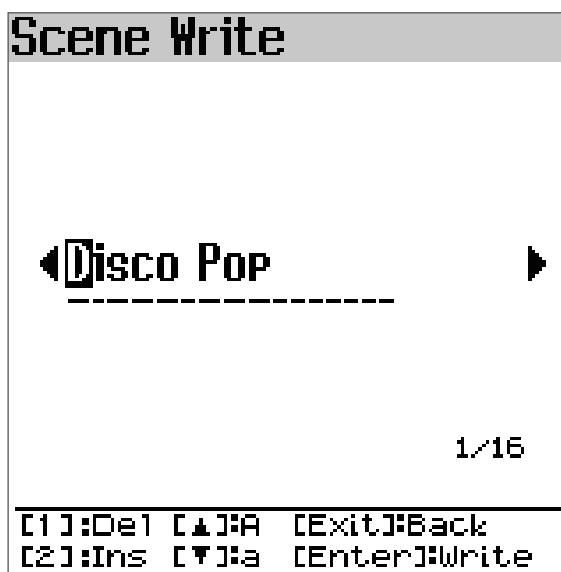 Scene Write
◀Disco Pop ▶
1/16
[1]:Del [▲]:A [Exit]:Back
[2]:Ins [▼]:a [Enter]:Write